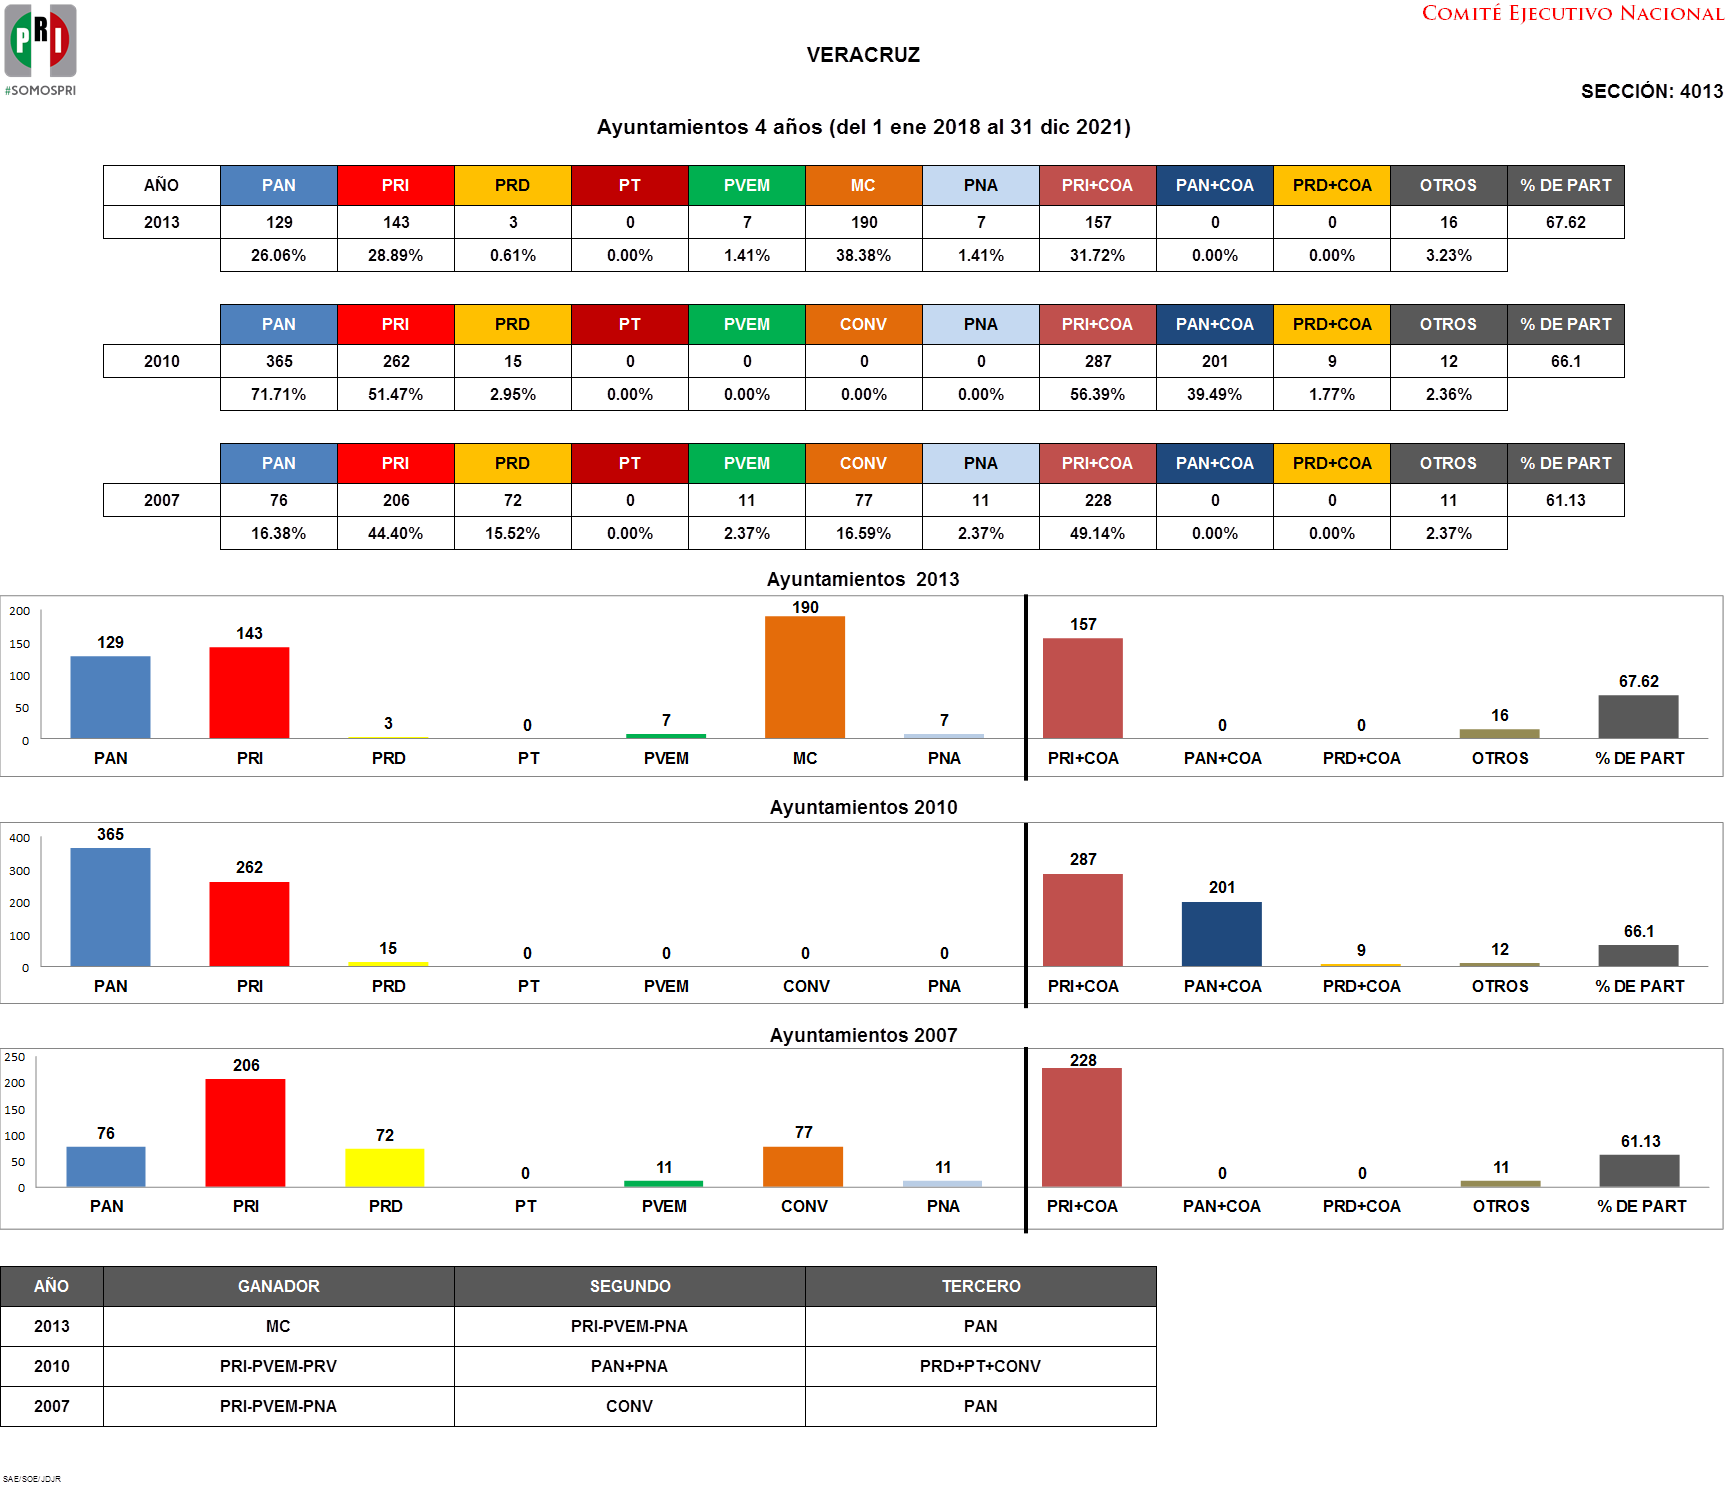 PRI
#SOMOSPRI
COMITÉ EJECUTIVO NACIONAL
VERACRUZ
SECCIÓN: 4013
Ayuntamientos 4 años (del 1 ene 2018 al 31 dic 2021)
AÑO PAN PRI PRD PT PVEM MC PNA PRI+COA PAN+COA PRD+COA OTROS % DE PART
2013 129 143 3 0 7 190 7 157 0 0 16 67.62
26.06% 28.89% 0.61% 0.00% 1.41% 38.38% 1.41% 31.72% 0.00% 0.00% 3.23%
PAN PRI PRD PT PVEM CONV PNA PRI+COA PAN+COA PRD+COA OTROS % DE PART
2010 365 262 15 0 0 0 0 287 201 9 12 66.1
71.71% 51.47% 2.95% 0.00% 0.00% 0.00% 0.00% 56.39% 39.49% 1.77% 2.36%
PAN PRI PRD PT PVEM CONV PNA PRI+COA PAN+COA PRD+COA OTROS % DE PART
2007 76 206 72 0 11 77 11 228 0 0 11 61.13
16.38% 44.40% 15.52% 0.00% 2.37% 16.59% 2.37% 49.14% 0.00% 0.00% 2.37%
Ayuntamientos 2013
200
150
100
50
0
129 143 3 0 7 190 7 157 0 0 16 67.62
PAN PRI PRD PT PVEM MC PNA PRI+COA PAN+COA PRD+COA OTROS % DE PART
Ayuntamientos 2010
400
300
200
100
0
365 262 15 0 0 0 0 287 201 9 12 66.1
PAN PRI PRD PT PVEM CONV PNA PRI+COA PAN+COA PRD+COA OTROS % DE PART
Ayuntamientos 2007
250
200
150
100
50
0
76 206 72 0 11 77 11 228 0 0 11 61.13
PAN PRI PRD PT PVEM CONV PNA PRI+COA PAN+COA PRD+COA OTROS % DE PART
AÑO GANADOR SEGUNDO TERCERO
2013 MC PRI-PVEM-PNA PAN
2010 PRI-PVEM-PRV PAN+PNA PRD+PT+CONV
2007 PRI-PVEM-PNA CONV PAN
SAE/SOE/JDJR